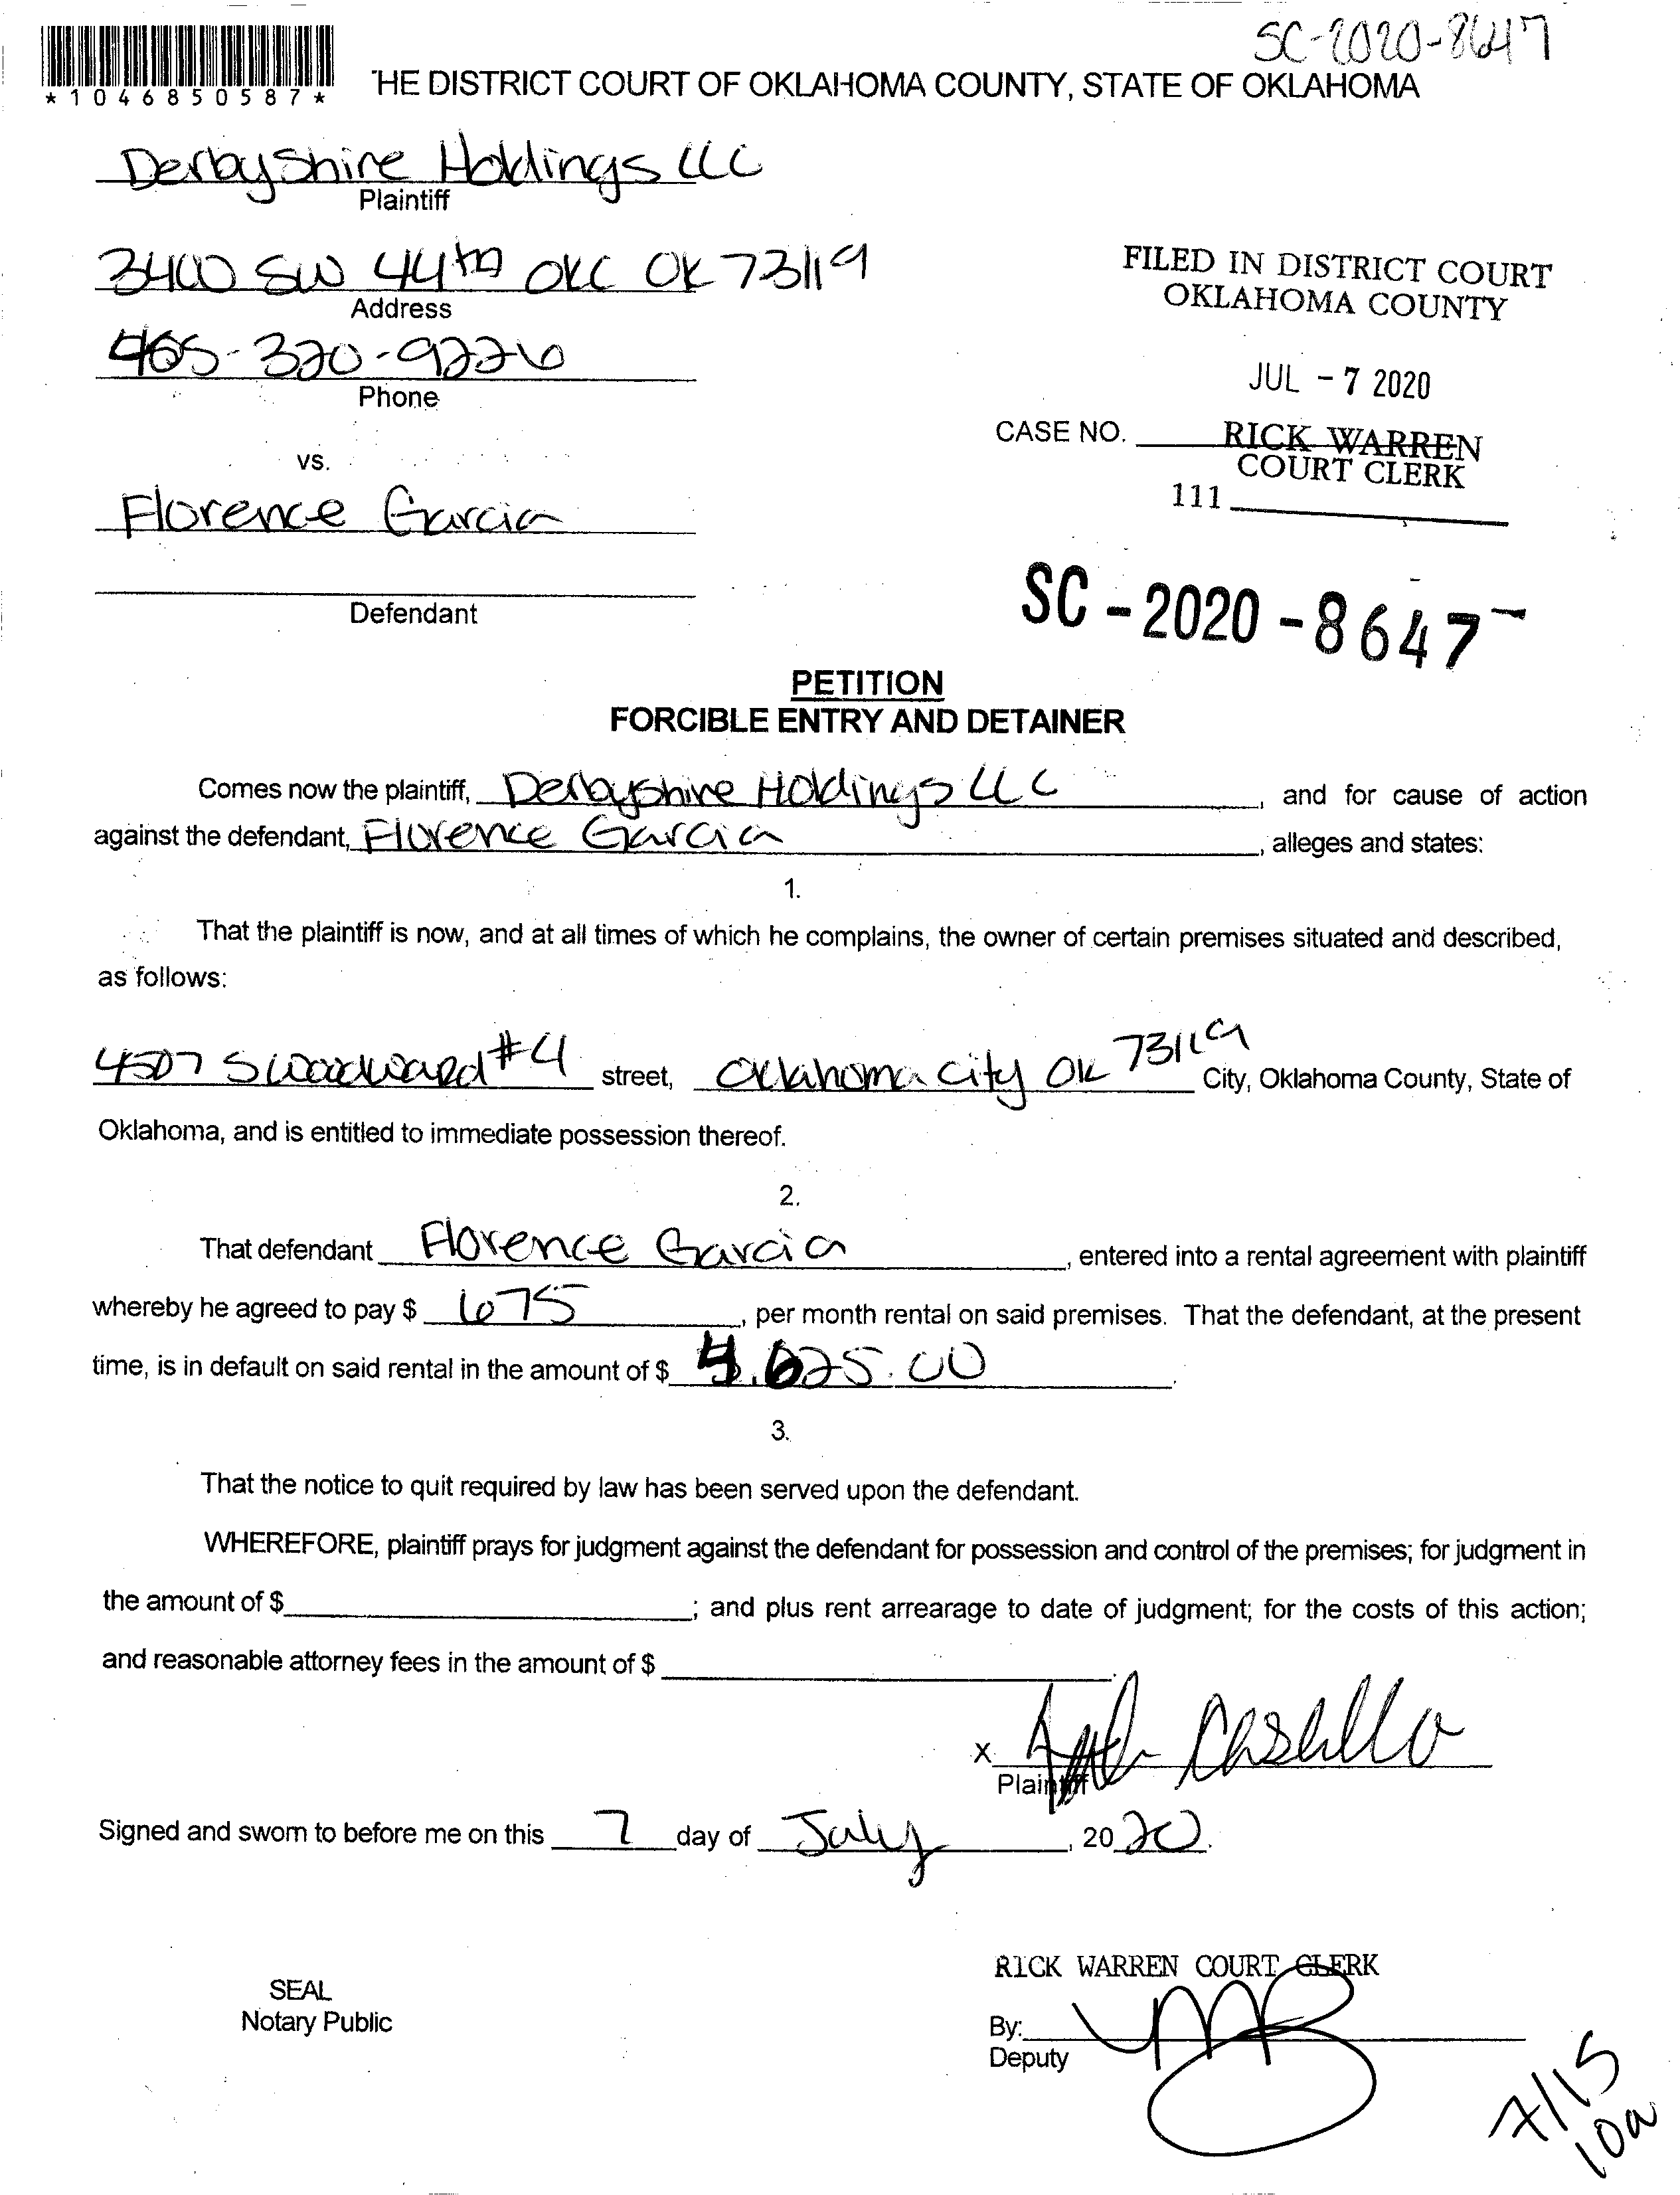 SC-2020-8647
*1046850587*
HE DISTRICT COURT OF OKLAHOMA COUNTY, STATE OF OKLAHOMA
Derbyshire Holdings LLC
Plaintiff
3400 SW 44th OKC OK 73119
Address
405-320-9226
Phone
FILED IN DISTRICT COURT
OKLAHOMA COUNTY
JUL - 7 2020
CASE NO. RICK WARREN
COURT CLERK
111
vs.
Florence Garcia
Defendant
SC-2020-8647
PETITION
FORCIBLE ENTRY AND DETAINER
Comes now the plaintiff, Derbyshire Holdings LLC, and for cause of action
against the defendant, Florence Garcia, alleges and states:
1.
That the plaintiff is now, and at all times of which he complains, the owner of certain premises situated and described,
as follows:
4507 S Woodward #4 street, Oklahoma city OK 73119 City, Oklahoma County, State of
Oklahoma, and is entitled to immediate possession thereof.
2.
That defendant Florence Garcia, entered into a rental agreement with plaintiff
whereby he agreed to pay $ 675, per month rental on said premises. That the defendant, at the present
time, is in default on said rental in the amount of $
3.
That the notice to quit required by law has been served upon the defendant.
WHEREFORE, plaintiff prays for judgment against the defendant for possession and control of the premises; for judgment in
the amount of $ ; and plus rent arrearage to date of judgment; for the costs of this action;
and reasonable attorney fees in the amount of $ .
x
Plaintiff
Signed and sworn to before me on this 7 day of July, 2020.
RICK WARREN COURT CLERK
SEAL
Notary Public
By:
Deputy
7/15
10a